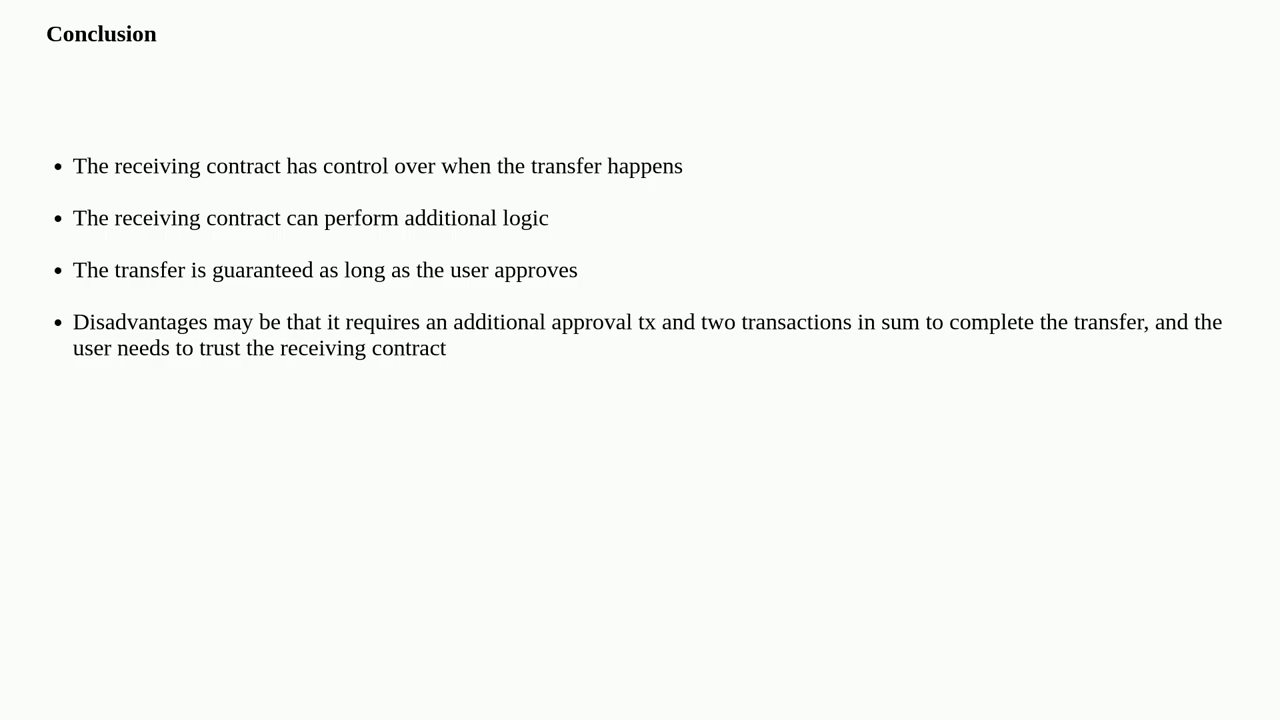 Conclusion
• The receiving contract has control over when the transfer happens
• The receiving contract can perform additional logic
• The transfer is guaranteed as long as the user approves
• Disadvantages may be that it requires an additional approval tx and two transactions in sum to complete the transfer, and the
user needs to trust the receiving contract